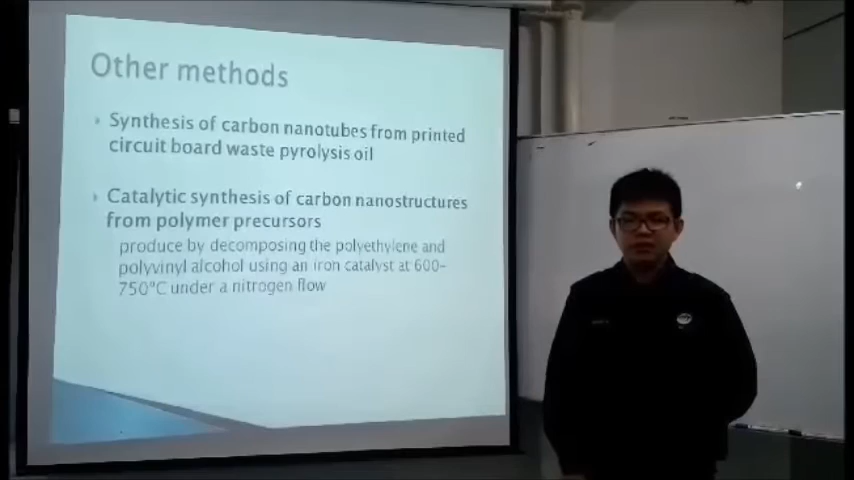 Other methods
Synthesis of carbon nanotubes from printed
circuit board waste pyrolysis oil
Catalytic synthesis of carbon nanostructures
from polymer precursors
produce by decomposing the polyethylene and
polyvinyl alcohol using an iron catalyst at 600-
750°C under a nitrogen flow